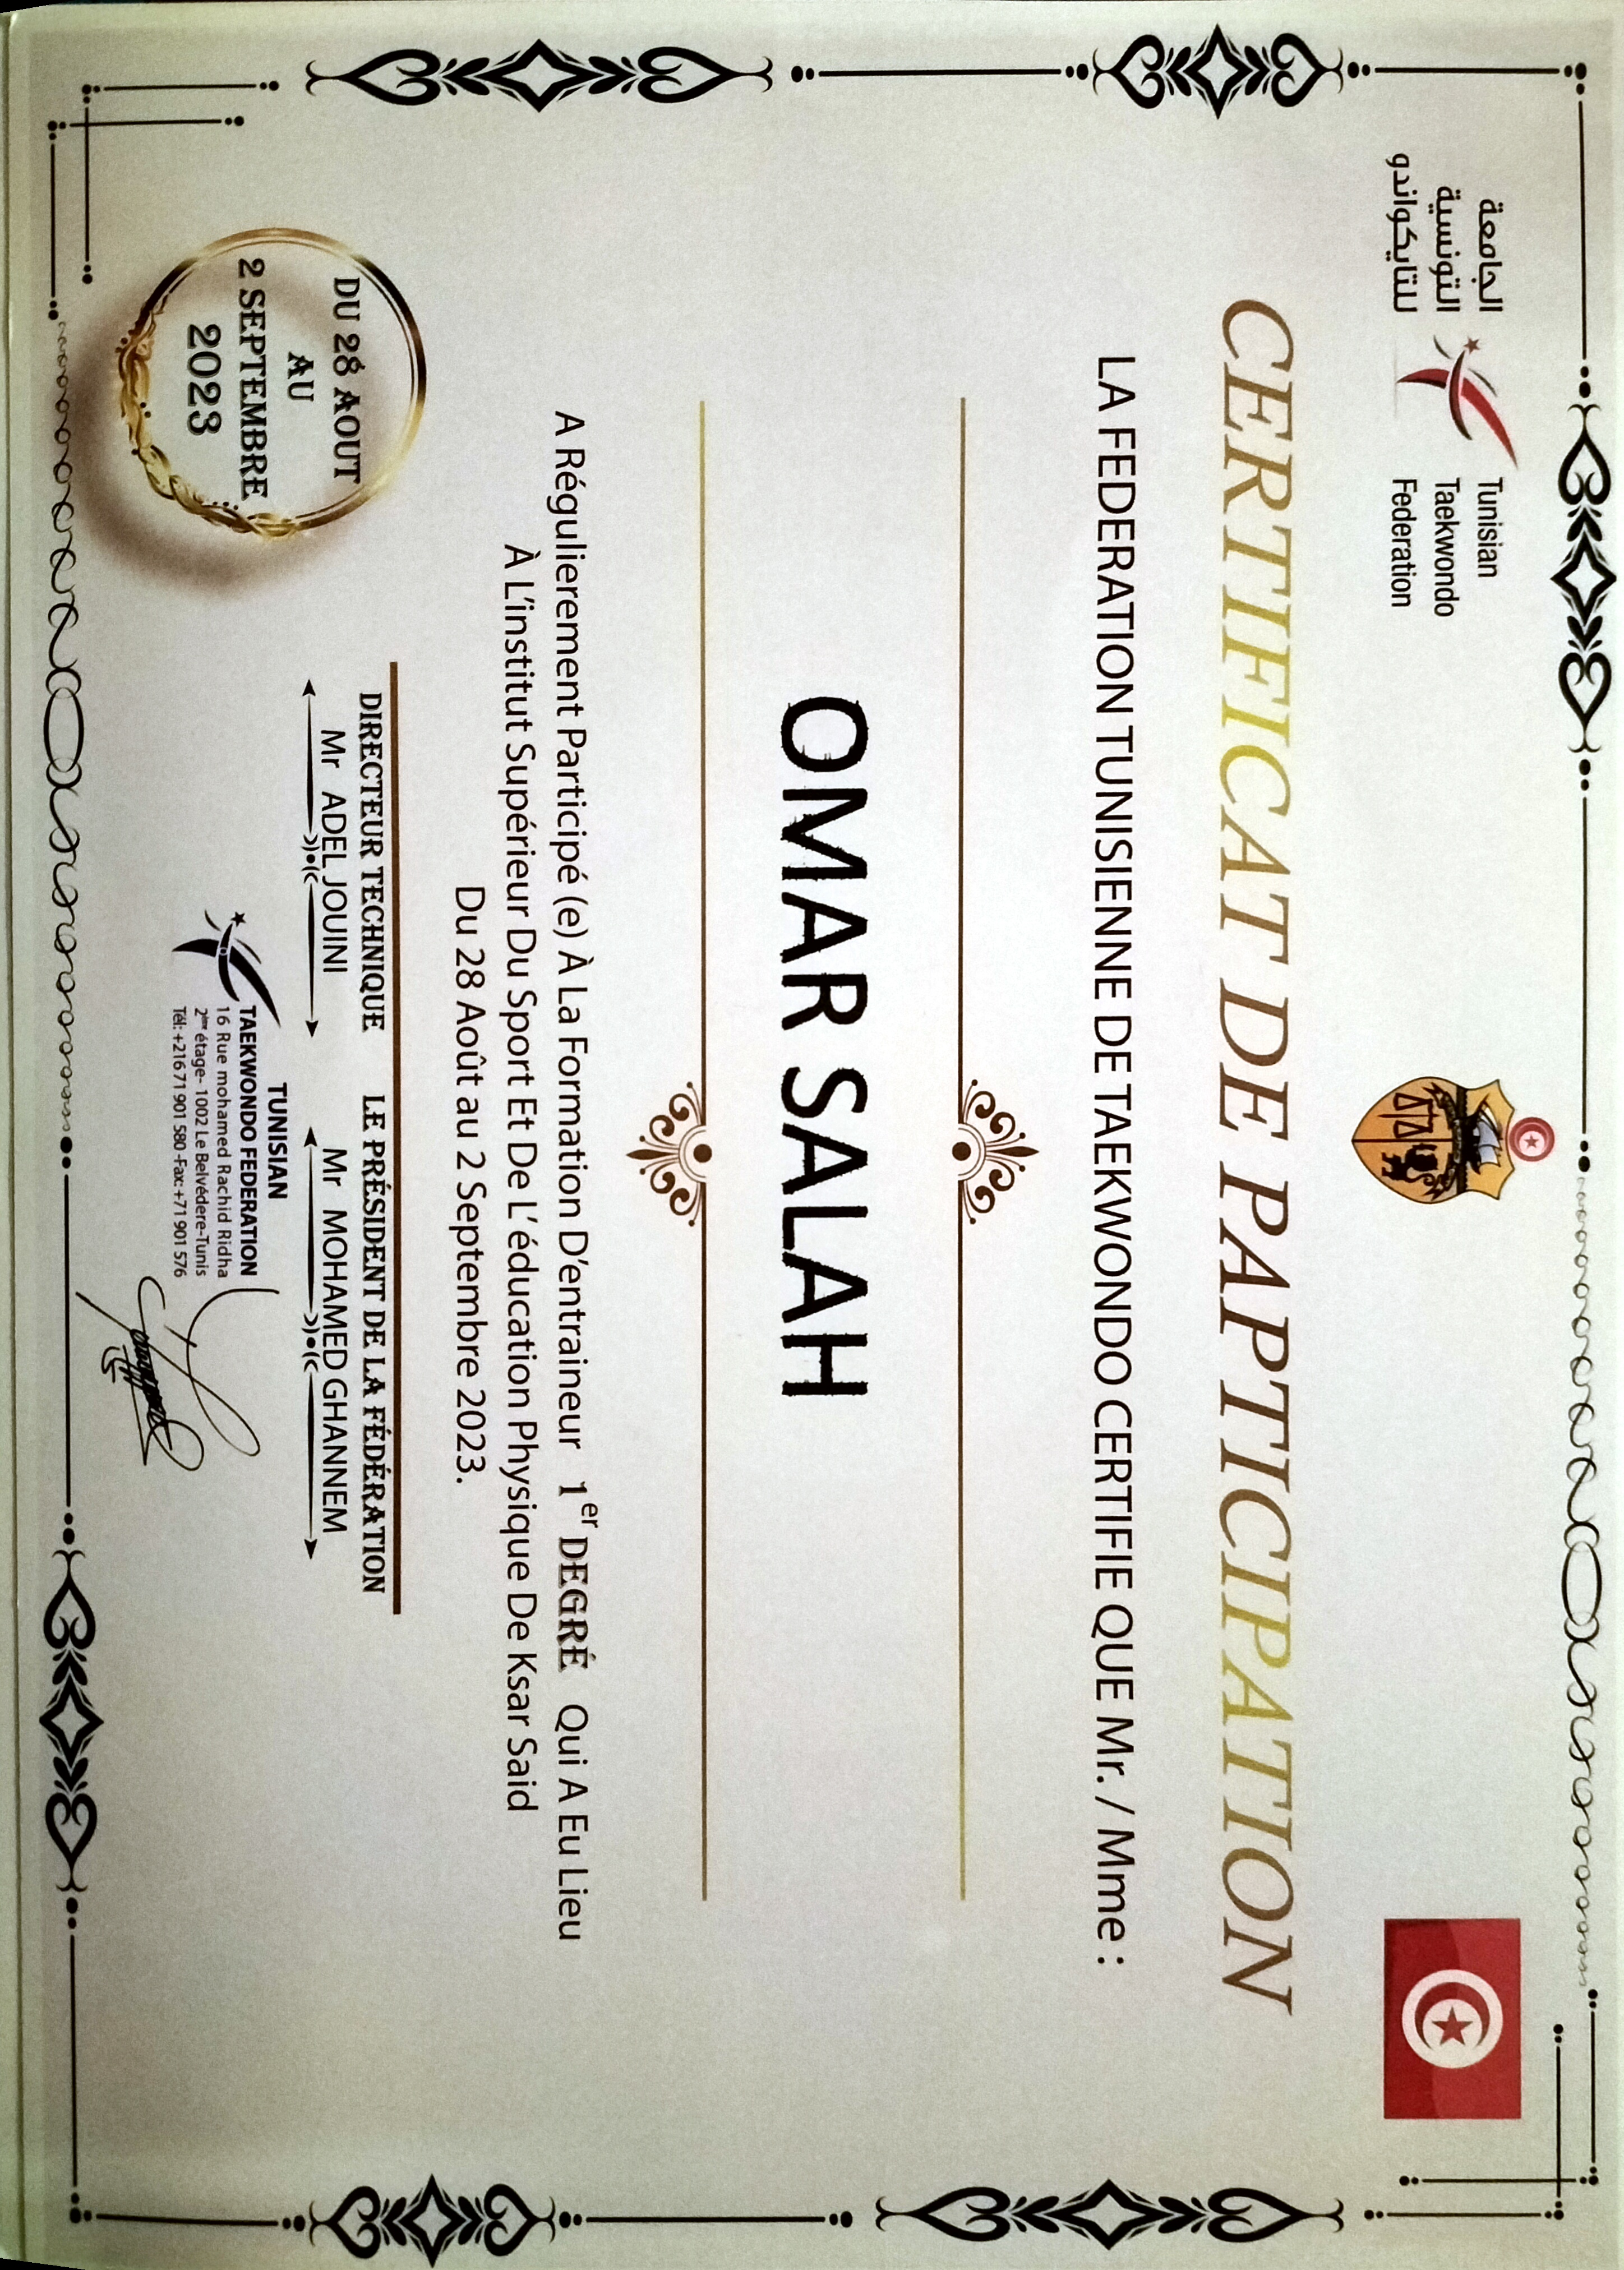 الجامعة
التونسية
للتايكواندو
Tunisian
Taekwondo
Federation
CERTIFICAT DE PAPTICIPATION
LA FEDERATION TUNISIENNE DE TAEKWONDO CERTIFIE QUE Mr. / Mme :
OMAR SALAH
A Régulierement Participé (e) À La Formation D'entraineur 1er DEGRÉ Qui A Eu Lieu
À L'institut Supérieur Du Sport Et De L'éducation Physique De Ksar Said
Du 28 Août au 2 Septembre 2023.
DU 28 AOUT
AU
2 SEPTEMBRE
2023
DIRECTEUR TECHNIQUE
Mr ADEL JOUINI
LE PRÉSIDENT DE LA FÉDÉRATION
Mr MOHAMED GHANNEM
TUNISIAN
TAEKWONDO FEDERATION
16 Rue mohamed Rachid Ridha
2ème étage- 1002 Le Belvédere-Tunis
Tél: +216 71 901 580 -Fax: +71 901 576